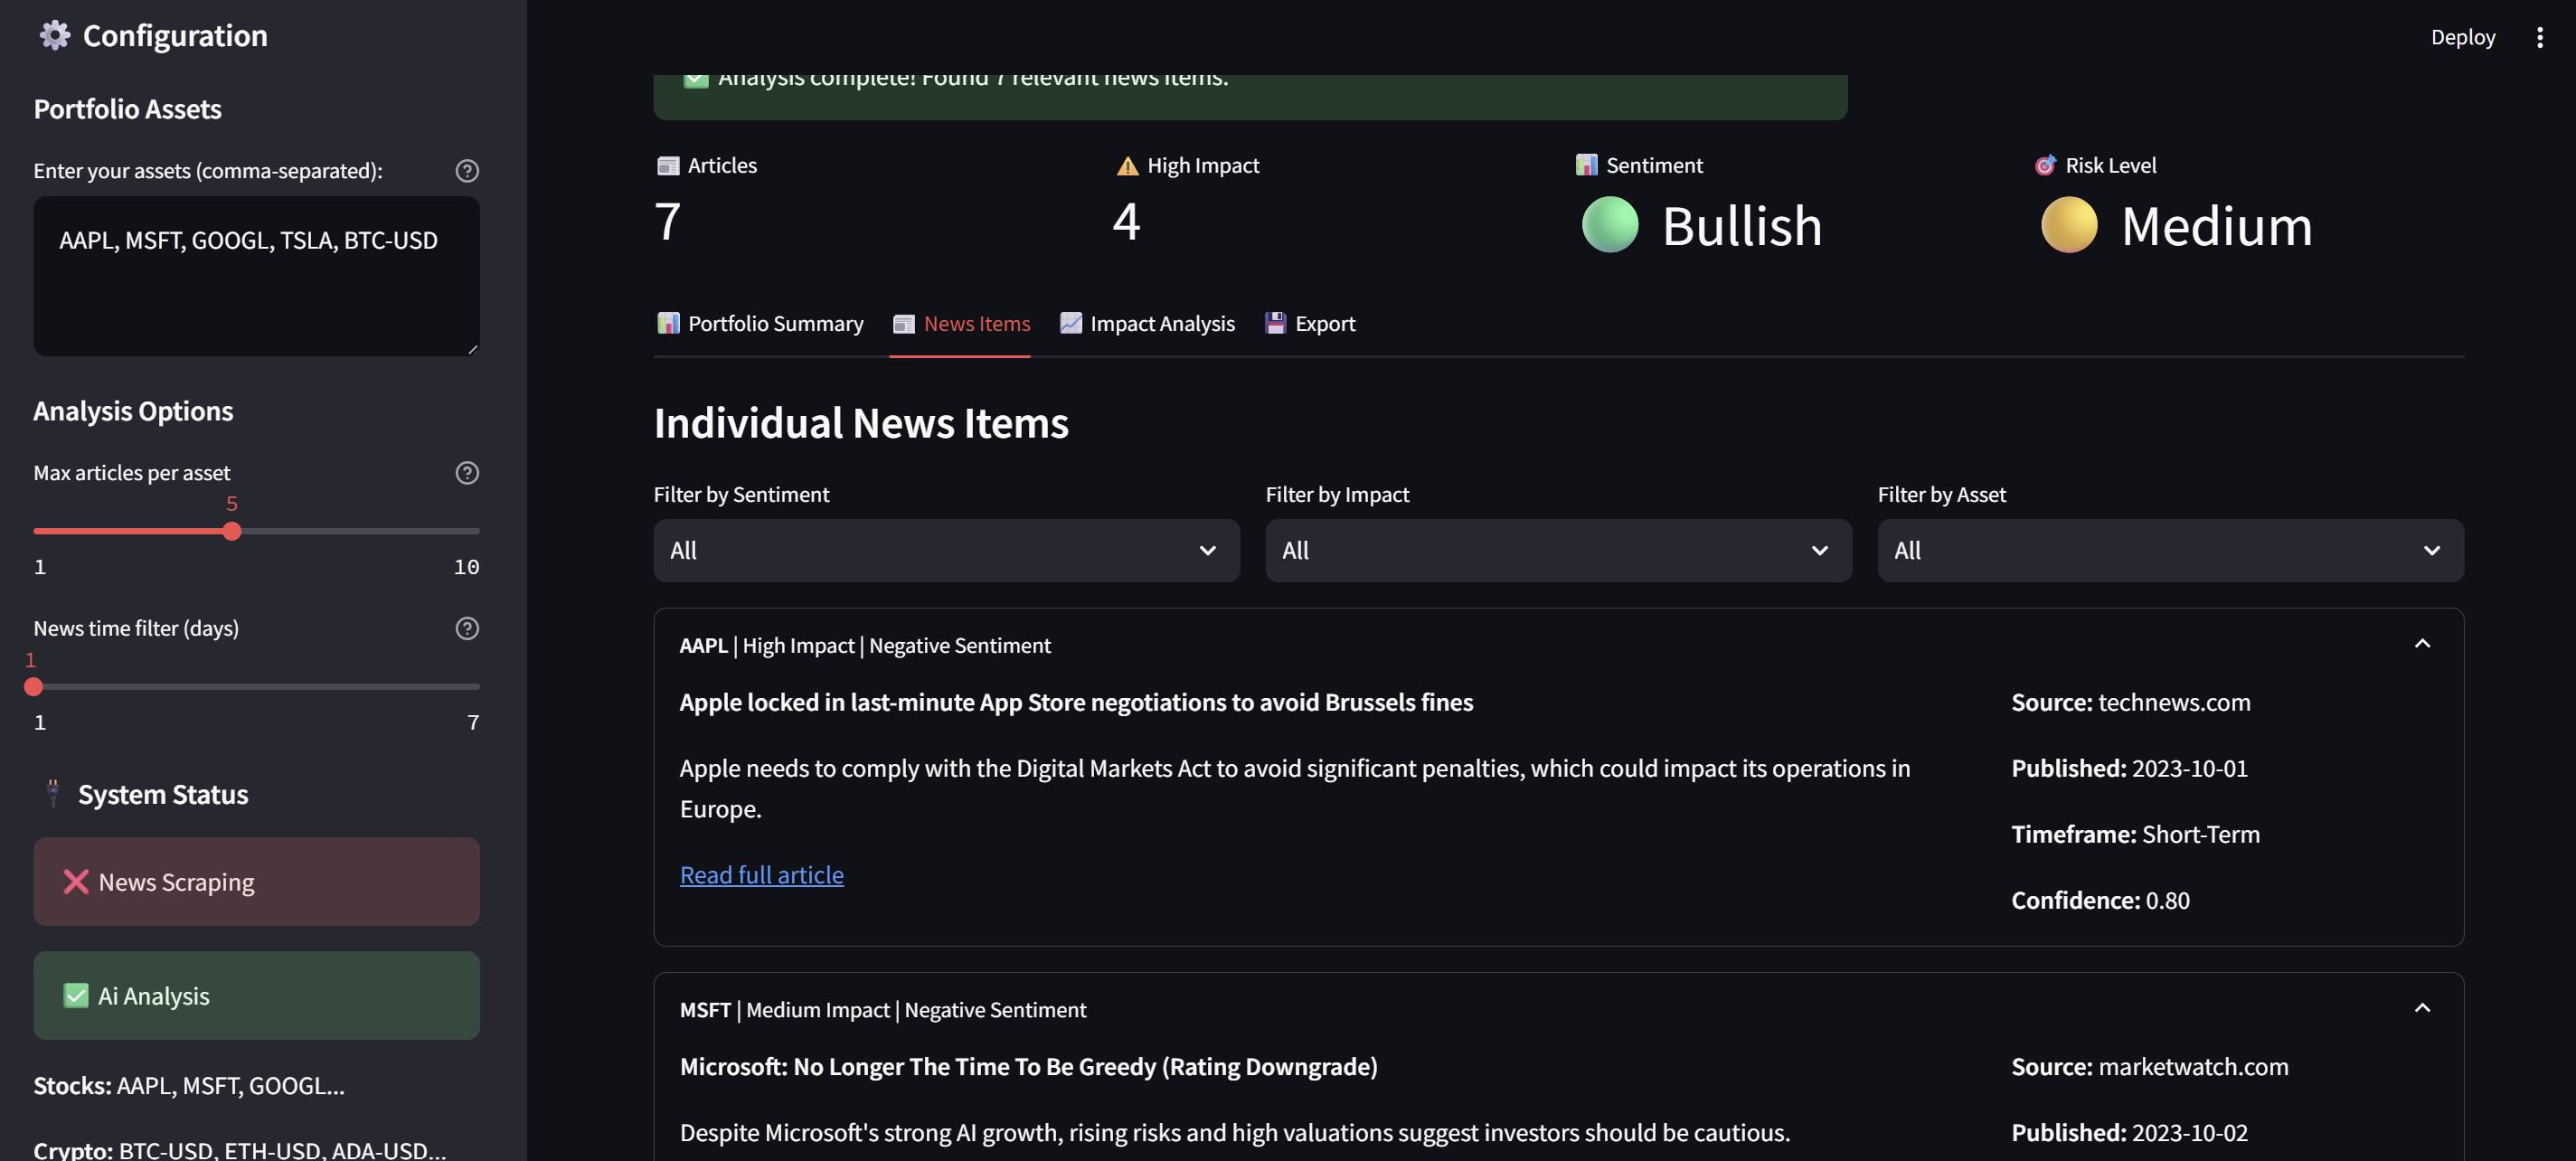 Configuration
Portfolio Assets
Enter your assets (comma-separated):
AAPL, MSFT, GOOGL, TSLA, BTC-USD
Analysis Options
Max articles per asset
5
1 10
News time filter (days)
1
1 7
System Status
News Scraping
Ai Analysis
Stocks: AAPL, MSFT, GOOGL...
Crypto: BTC-USD, ETH-USD, ADA-USD...
Deploy
Analysis complete! Found 7 relevant news items.
Articles
7
High Impact
4
Sentiment
Bullish
Risk Level
Medium
Portfolio Summary News Items Impact Analysis Export
Individual News Items
Filter by Sentiment
All
Filter by Impact
All
Filter by Asset
All
AAPL | High Impact | Negative Sentiment
Apple locked in last-minute App Store negotiations to avoid Brussels fines
Apple needs to comply with the Digital Markets Act to avoid significant penalties, which could impact its operations in
Europe.
Read full article
Source: technews.com
Published: 2023-10-01
Timeframe: Short-Term
Confidence: 0.80
MSFT | Medium Impact | Negative Sentiment
Microsoft: No Longer The Time To Be Greedy (Rating Downgrade)
Despite Microsoft's strong AI growth, rising risks and high valuations suggest investors should be cautious.
Source: marketwatch.com
Published: 2023-10-02